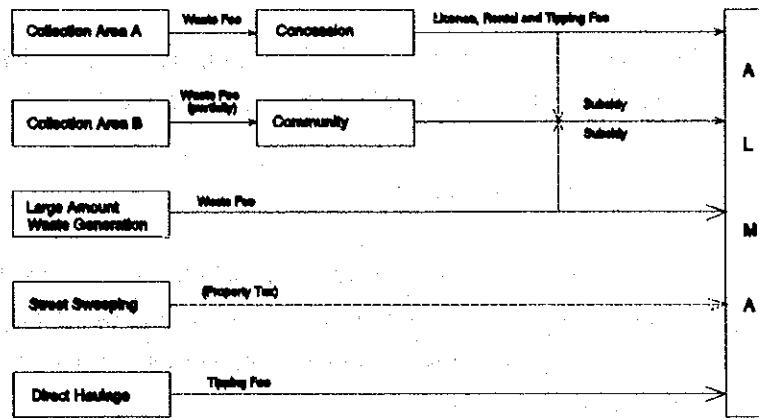 Collection Area A
Waste Fee
Concession
License, Rental and Tipping Fee
Collection Area B
Waste Fee
(partially)
Community
Subsidy
Subsidy
Large Amount
Waste Generation
Waste Fee
Street Sweeping
(Property Tax)
Direct Haulage
Tipping Fee
A
L
M
A